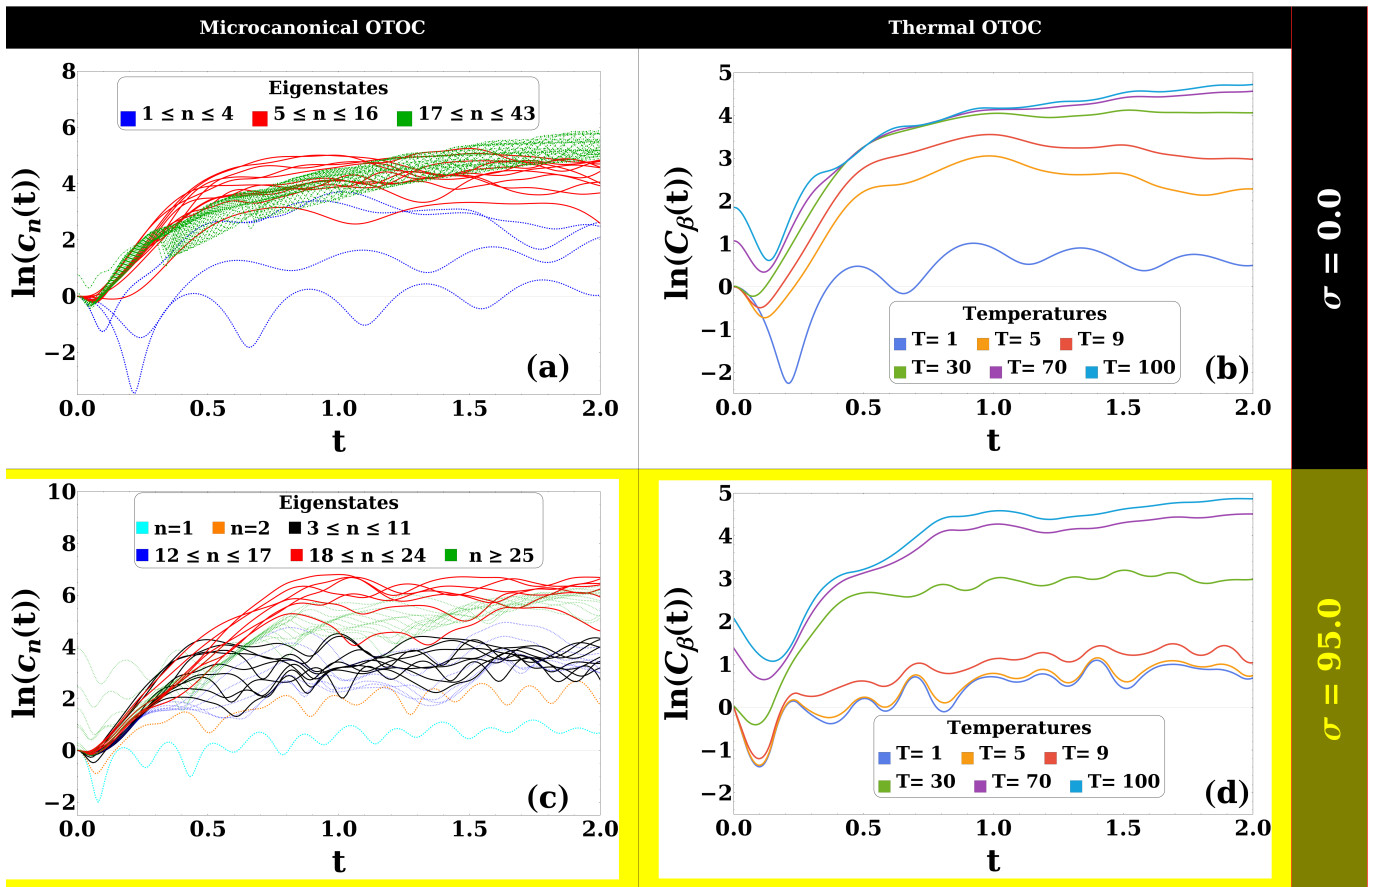 Microcanonical OTOC
Thermal OTOC
8
6
4
2
0
−2
ln(cn(t))
Eigenstates
1 ≤ n ≤ 4 5 ≤ n ≤ 16 17 ≤ n ≤ 43
(a)
0.0 0.5 1.0 1.5 2.0
t
5
4
3
2
1
0
−1
−2
ln(Cβ(t))
Temperatures
T= 1 T= 5 T= 9
T= 30 T= 70 T= 100
(b)
0.0 0.5 1.0 1.5 2.0
t
σ = 0.0
10
8
6
4
2
0
−2
ln(cn(t))
Eigenstates
n=1 n=2 3 ≤ n ≤ 11
12 ≤ n ≤ 17 18 ≤ n ≤ 24 n ≥ 25
(c)
0.0 0.5 1.0 1.5 2.0
t
5
4
3
2
1
0
−1
−2
ln(Cβ(t))
Temperatures
T= 1 T= 5 T= 9
T= 30 T= 70 T= 100
(d)
0.0 0.5 1.0 1.5 2.0
t
σ = 95.0